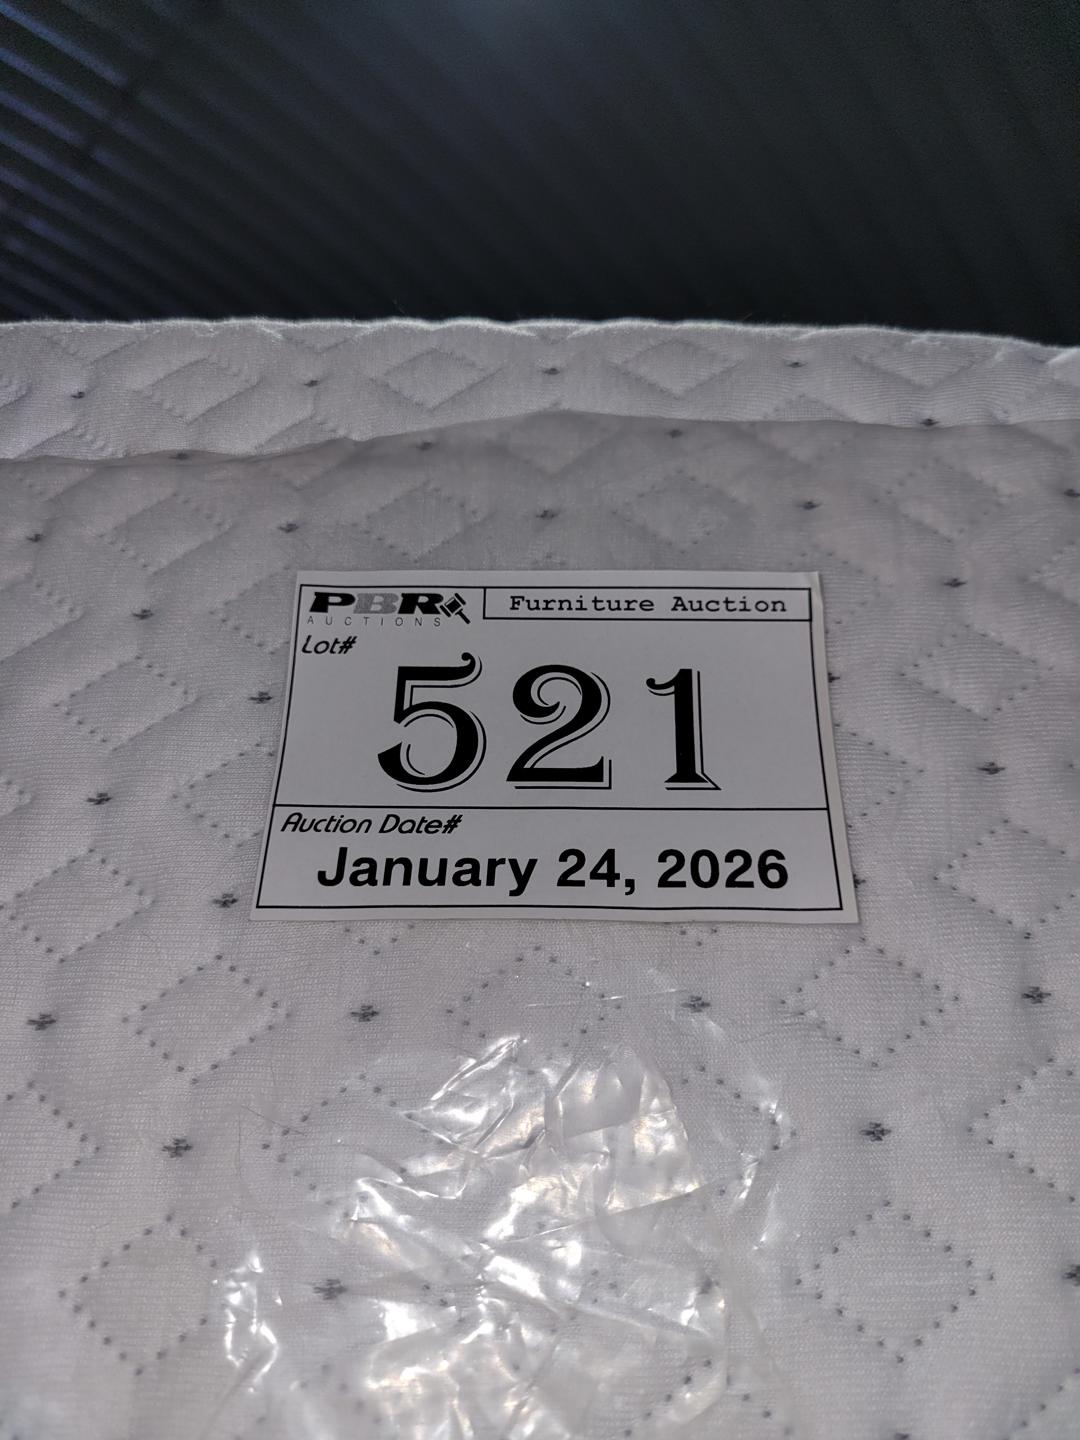 PBR
AUCTIONS
Furniture Auction
Lot#
521
Auction Date#
January 24, 2026